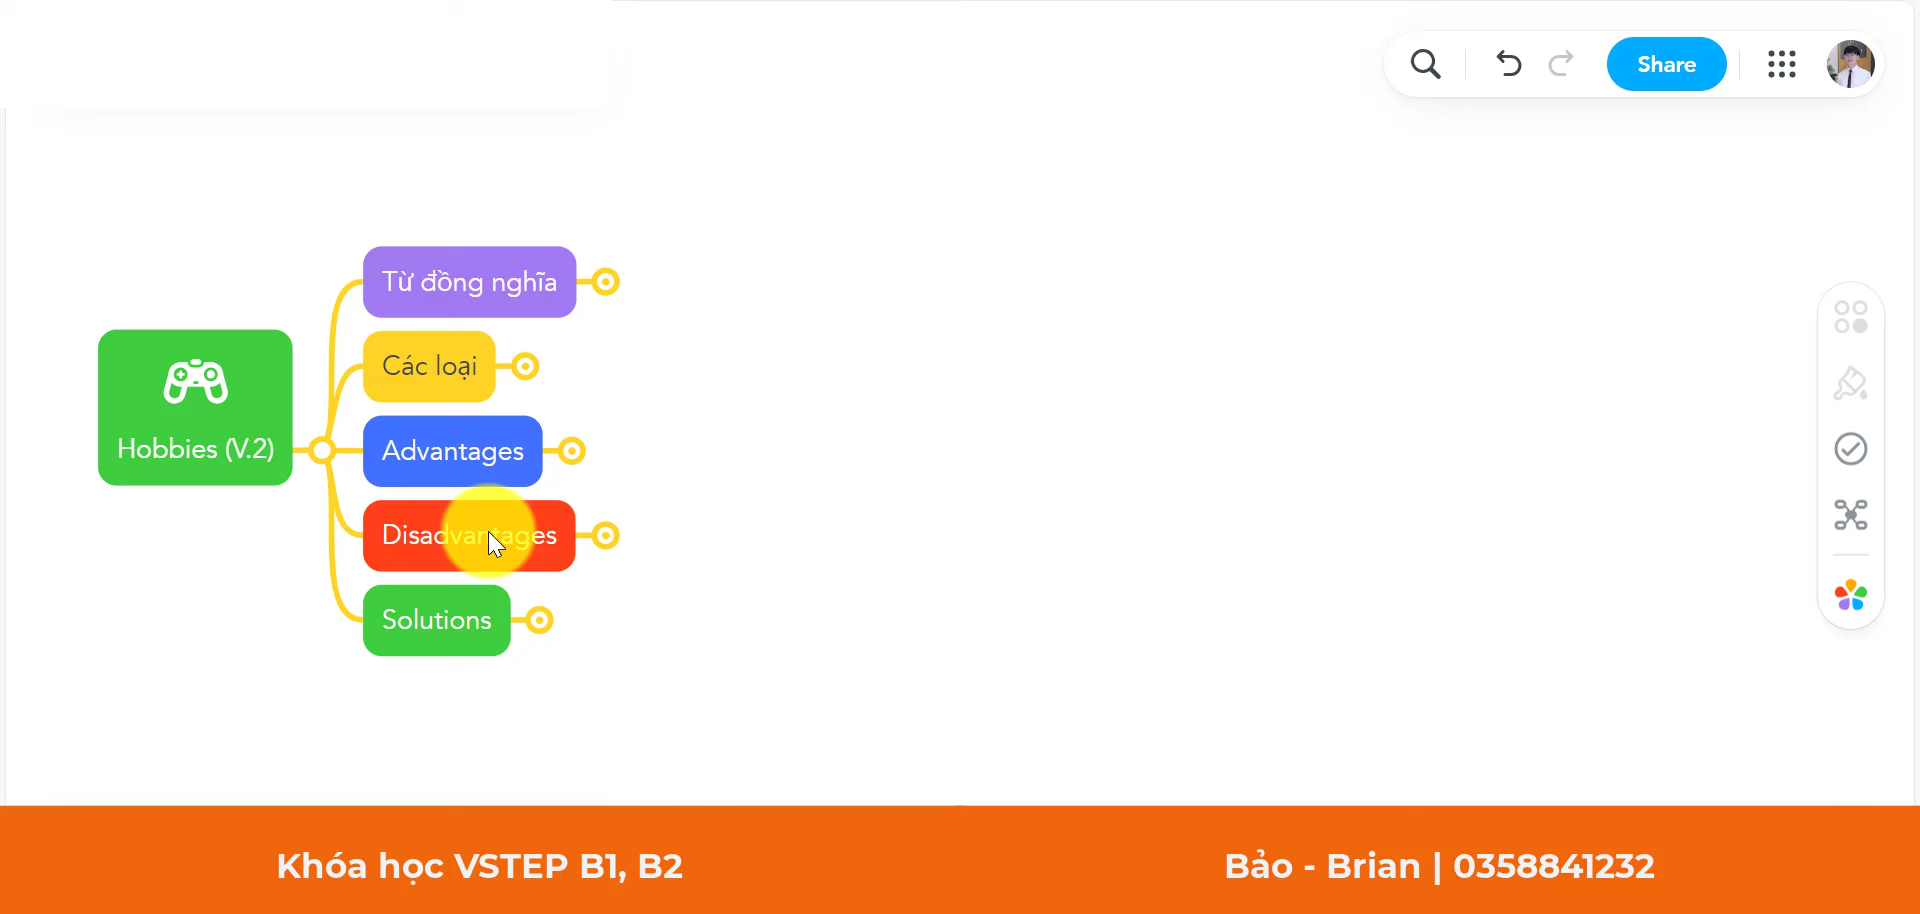 Share
Từ đồng nghĩa
Các loại
Hobbies (V.2)
Advantages
Disadvantages
Solutions
Khóa học VSTEP B1, B2
Bảo - Brian | 0358841232